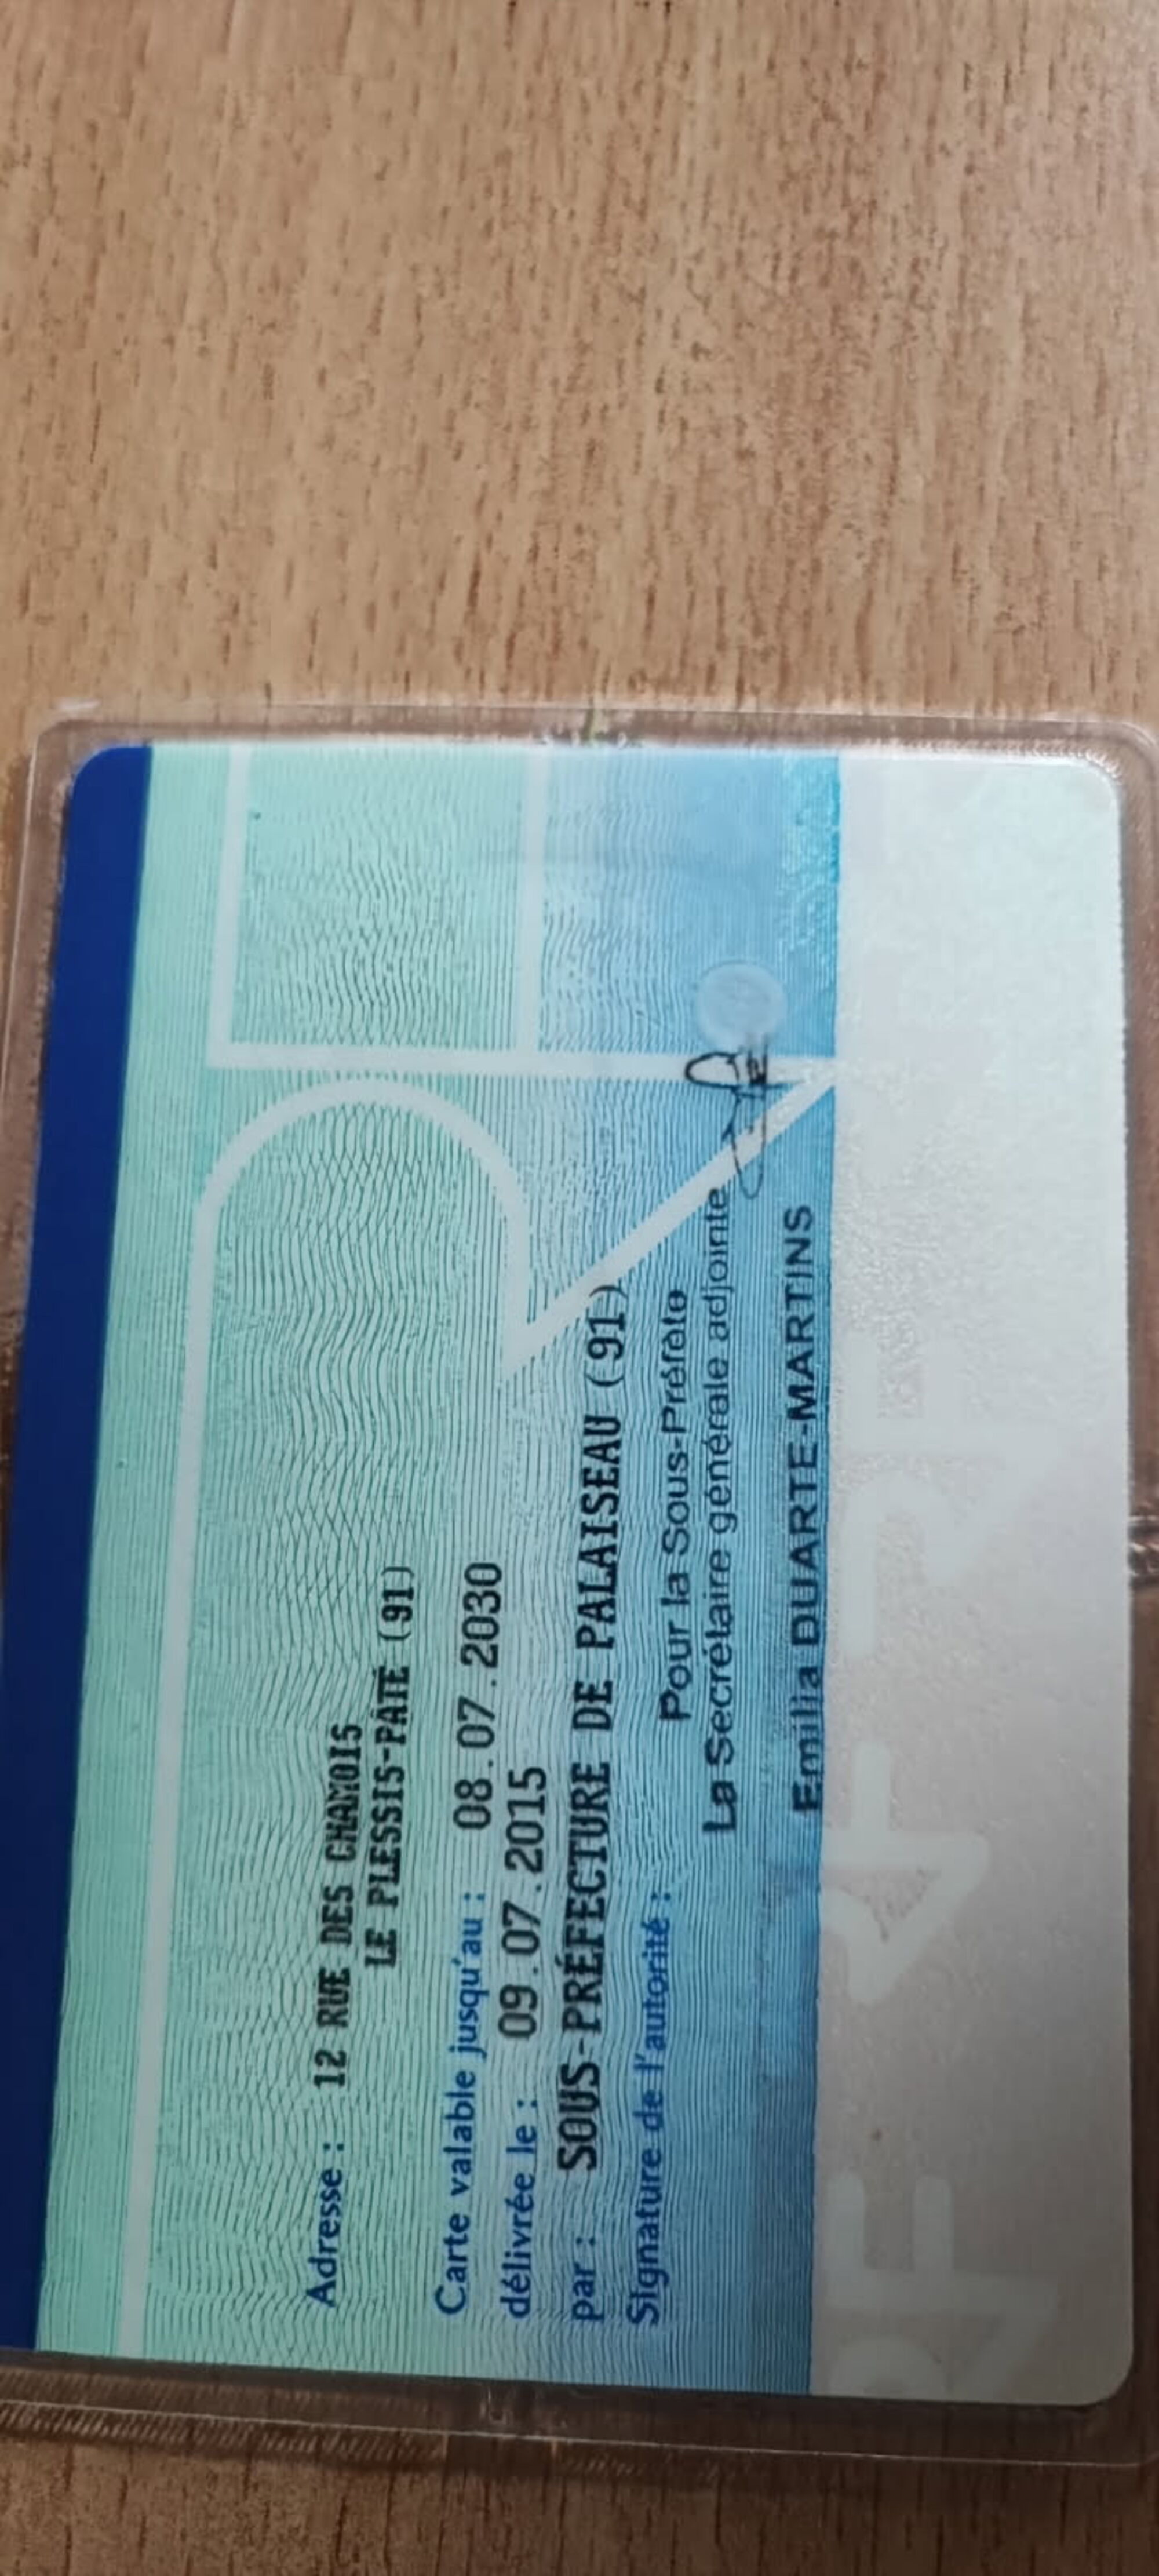 Adresse : 12 RUE DES CHAMOIS
LE PLESSIS-PÂTÉ (91)
Carte valable jusqu'au : 08.07.2030
délivrée le : 09.07.2015
par : SOUS-PRÉFECTURE DE PALAISEAU (91)
Signature de l'autorité :
Pour la Sous-Préfète
La Secrétaire générale adjointe
Emilia DUARTE-MARTINS